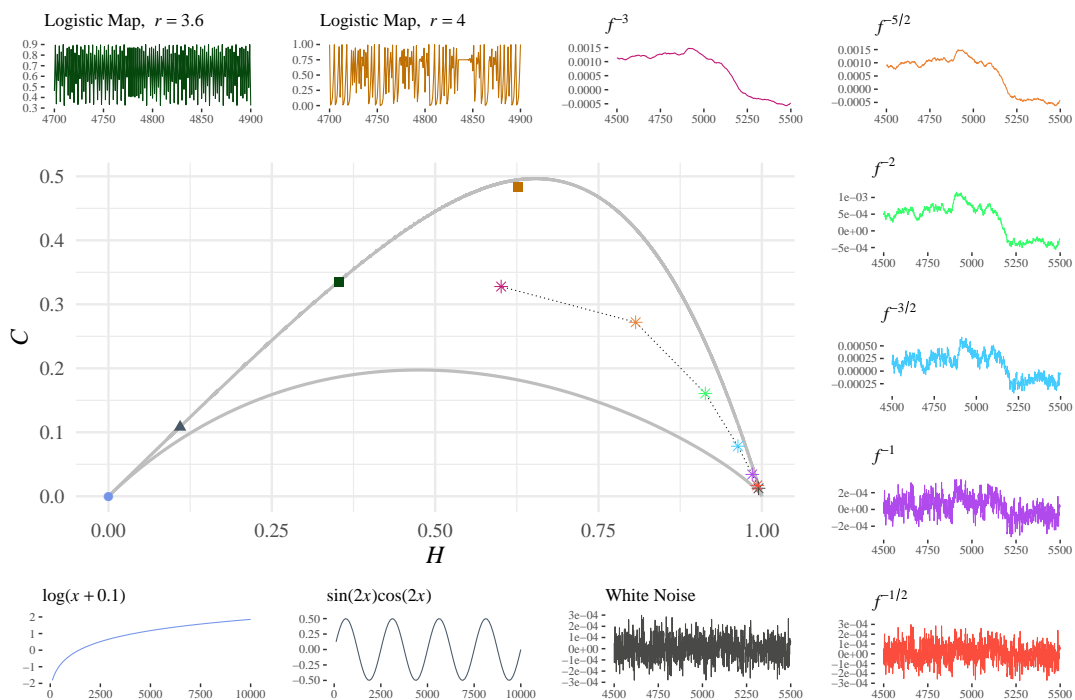 Logistic Map, r = 3.6
0.9
0.8
0.7
0.6
0.5
0.4
0.3
4700 4750 4800 4850 4900
Logistic Map, r = 4
1.00
0.75
0.50
0.25
0.00
4700 4750 4800 4850 4900
f⁻³
0.0015
0.0010
0.0005
0.0000
−0.0005
4500 4750 5000 5250 5500
f⁻⁵ᐟ²
0.0015
0.0010
0.0005
0.0000
−0.0005
4500 4750 5000 5250 5500
f⁻²
1e−03
5e−04
0e+00
−5e−04
4500 4750 5000 5250 5500
f⁻³ᐟ²
0.00050
0.00025
0.00000
−0.00025
4500 4750 5000 5250 5500
f⁻¹
2e−04
0e+00
−2e−04
4500 4750 5000 5250 5500
C
0.5
0.4
0.3
0.2
0.1
0.0
0.00 0.25 0.50 0.75 1.00
H
log(x + 0.1)
2
1
0
−1
−2
0 2500 5000 7500 10000
sin(2x)cos(2x)
0.50
0.25
0.00
−0.25
−0.50
0 2500 5000 7500 10000
White Noise
3e−04
2e−04
1e−04
0e+00
−1e−04
−2e−04
−3e−04
4500 4750 5000 5250 5500
f⁻¹ᐟ²
3e−04
2e−04
1e−04
0e+00
−1e−04
−2e−04
−3e−04
4500 4750 5000 5250 5500